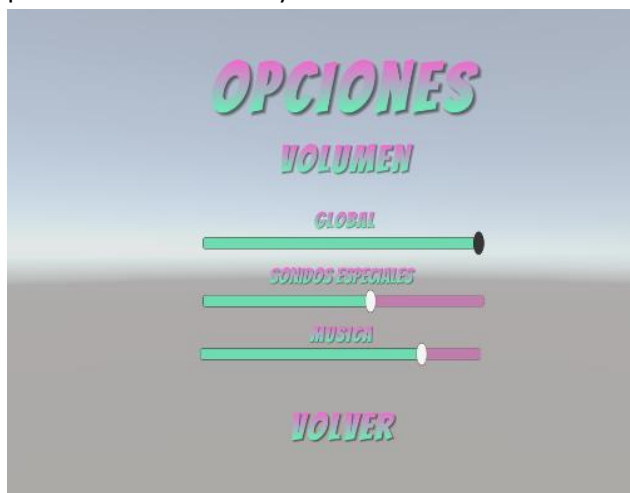 OPCIONES
VOLUMEN
GLOBAL
SONIDOS ESPECIALES
MUSICA
VOLVER